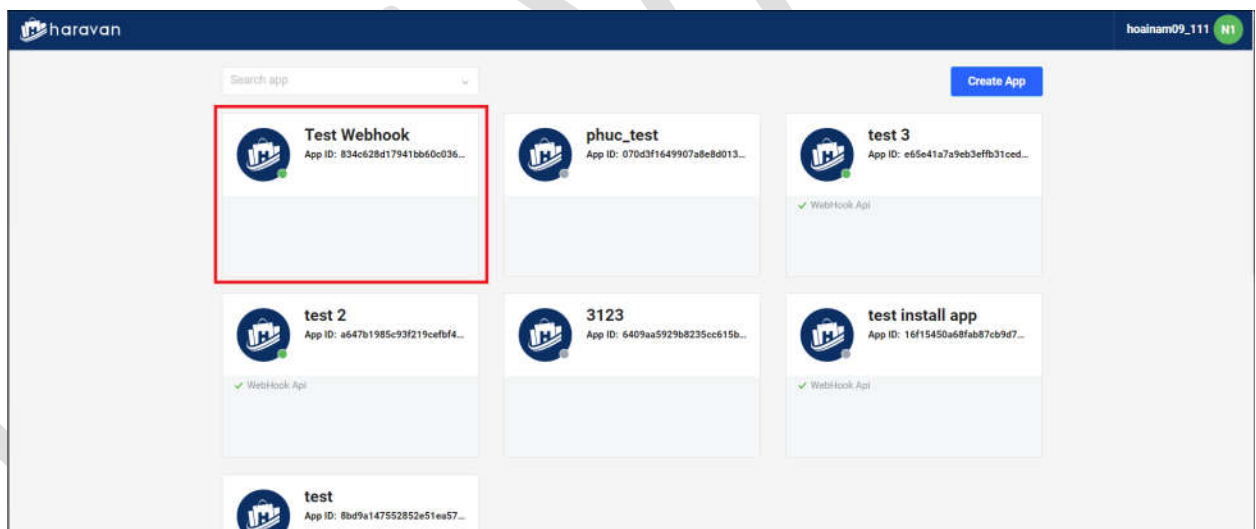 haravan
hoainam09_111 N1
Search app
Create App
Test Webhook
App ID: 834c628d17941bb60c036...
phuc_test
App ID: 070d3f1649907a8e8d013...
test 3
App ID: e65e41a7a9eb3effb31ced...
WebHook Api
test 2
App ID: a647b1985c93f219cefbf4...
3123
App ID: 6409aa5929b8235cc615b...
test install app
App ID: 16f15450a68fab87cb9d7...
WebHook Api
WebHook Api
test
App ID: 8bd9a147552852e51ea57...